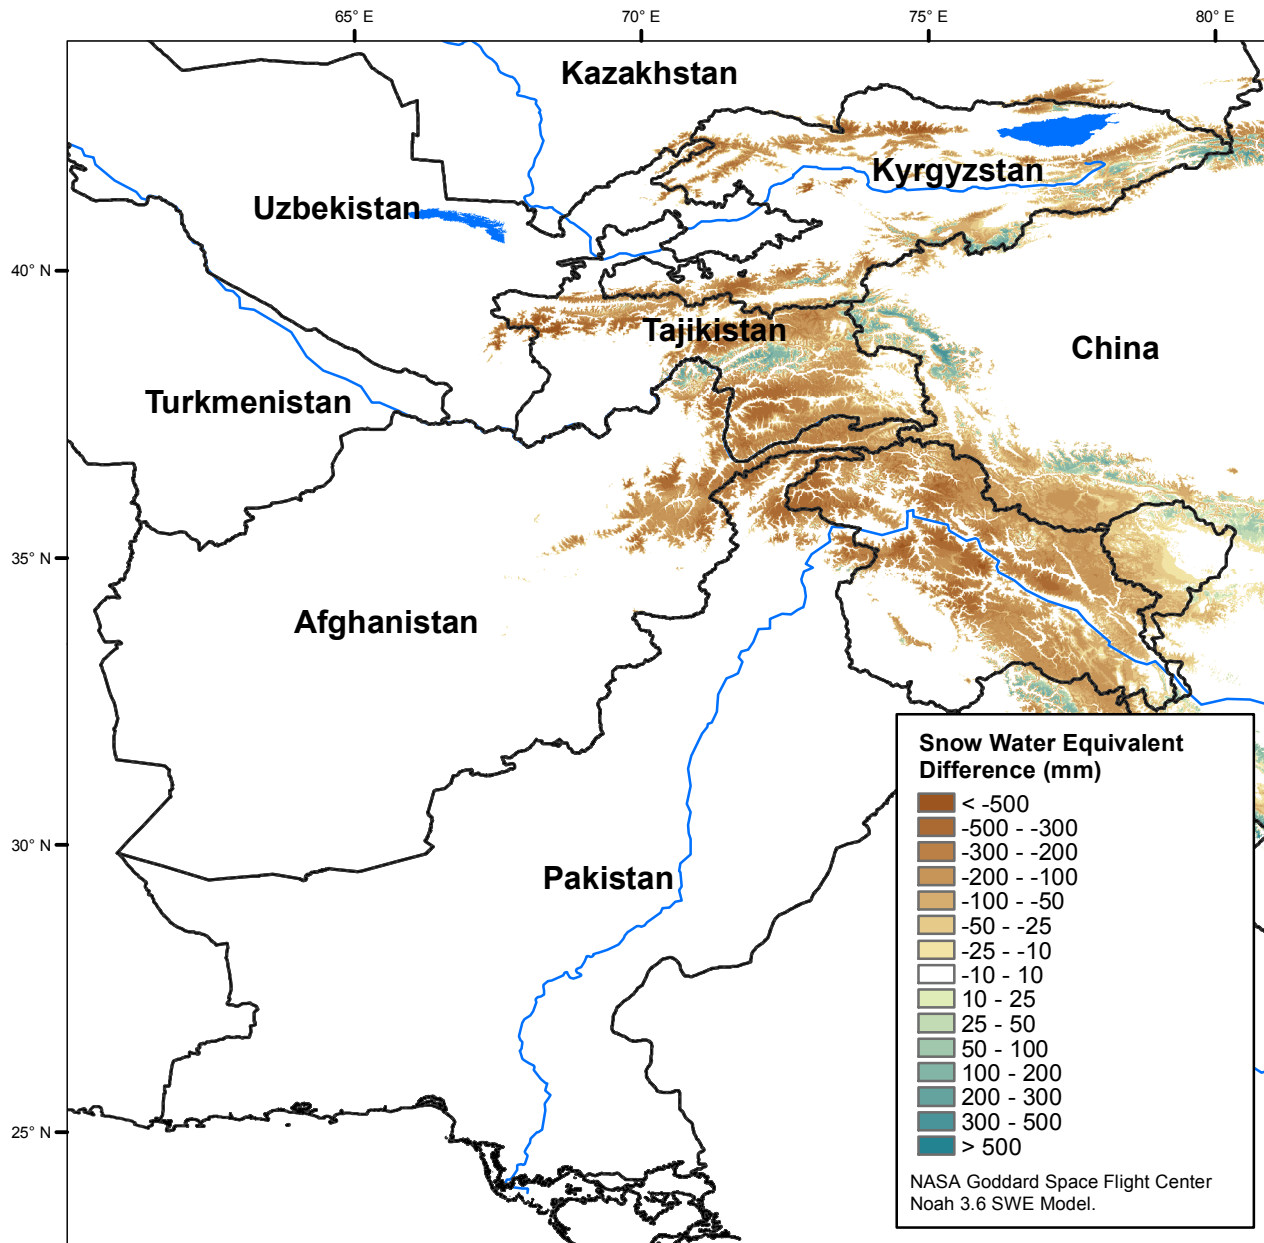 65° E
70° E
75° E
80° E
Kazakhstan
Kyrgyzstan
Uzbekistan
40° N
Tajikistan
China
Turkmenistan
35° N
Afghanistan
Snow Water Equivalent
Difference (mm)
< -500
-500 - -300
-300 - -200
-200 - -100
-100 - -50
-50 - -25
-25 - -10
-10 - 10
10 - 25
25 - 50
50 - 100
100 - 200
200 - 300
300 - 500
> 500
NASA Goddard Space Flight Center
Noah 3.6 SWE Model.
30° N
Pakistan
25° N